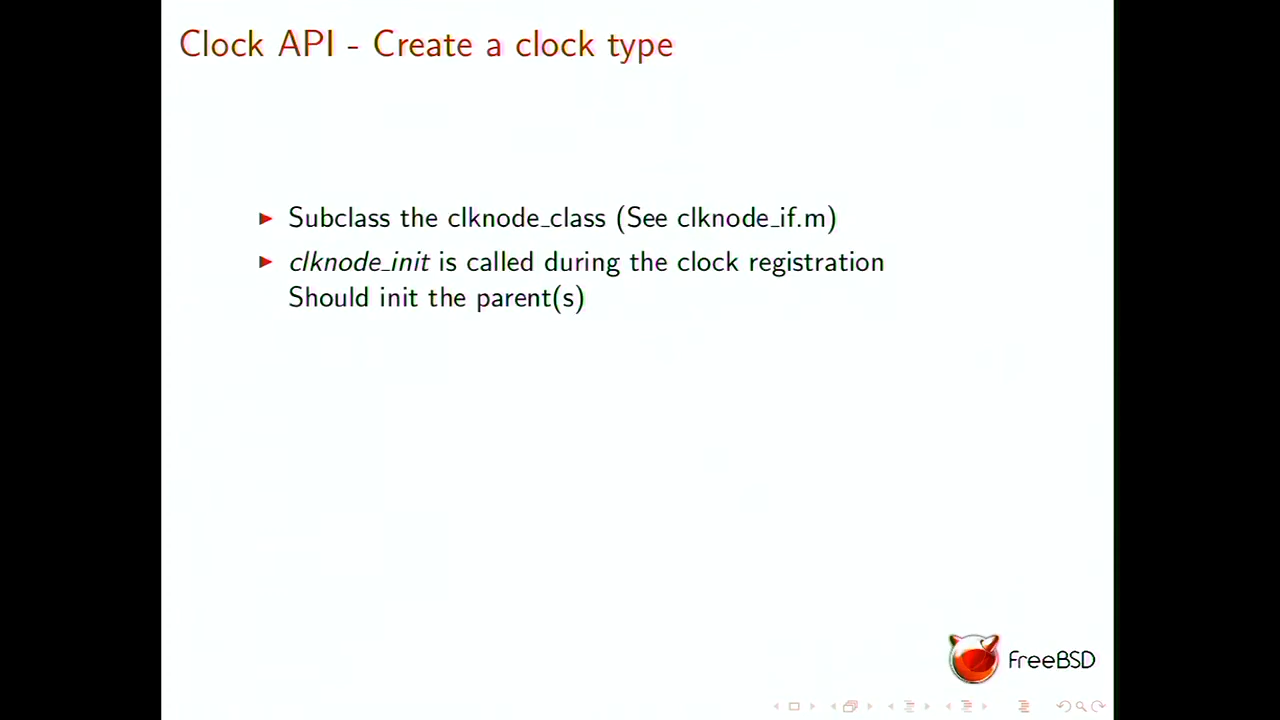 Clock API - Create a clock type
Subclass the clknode_class (See clknode_if.m)
clknode_init is called during the clock registration
Should init the parent(s)
FreeBSD